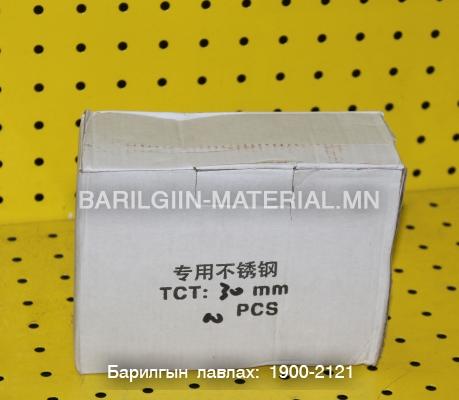 BARILGIIN-MATERIAL.MN
专用不锈钢
TCT: 30 mm
PCS
Барилгын лавлах: 1900-2121